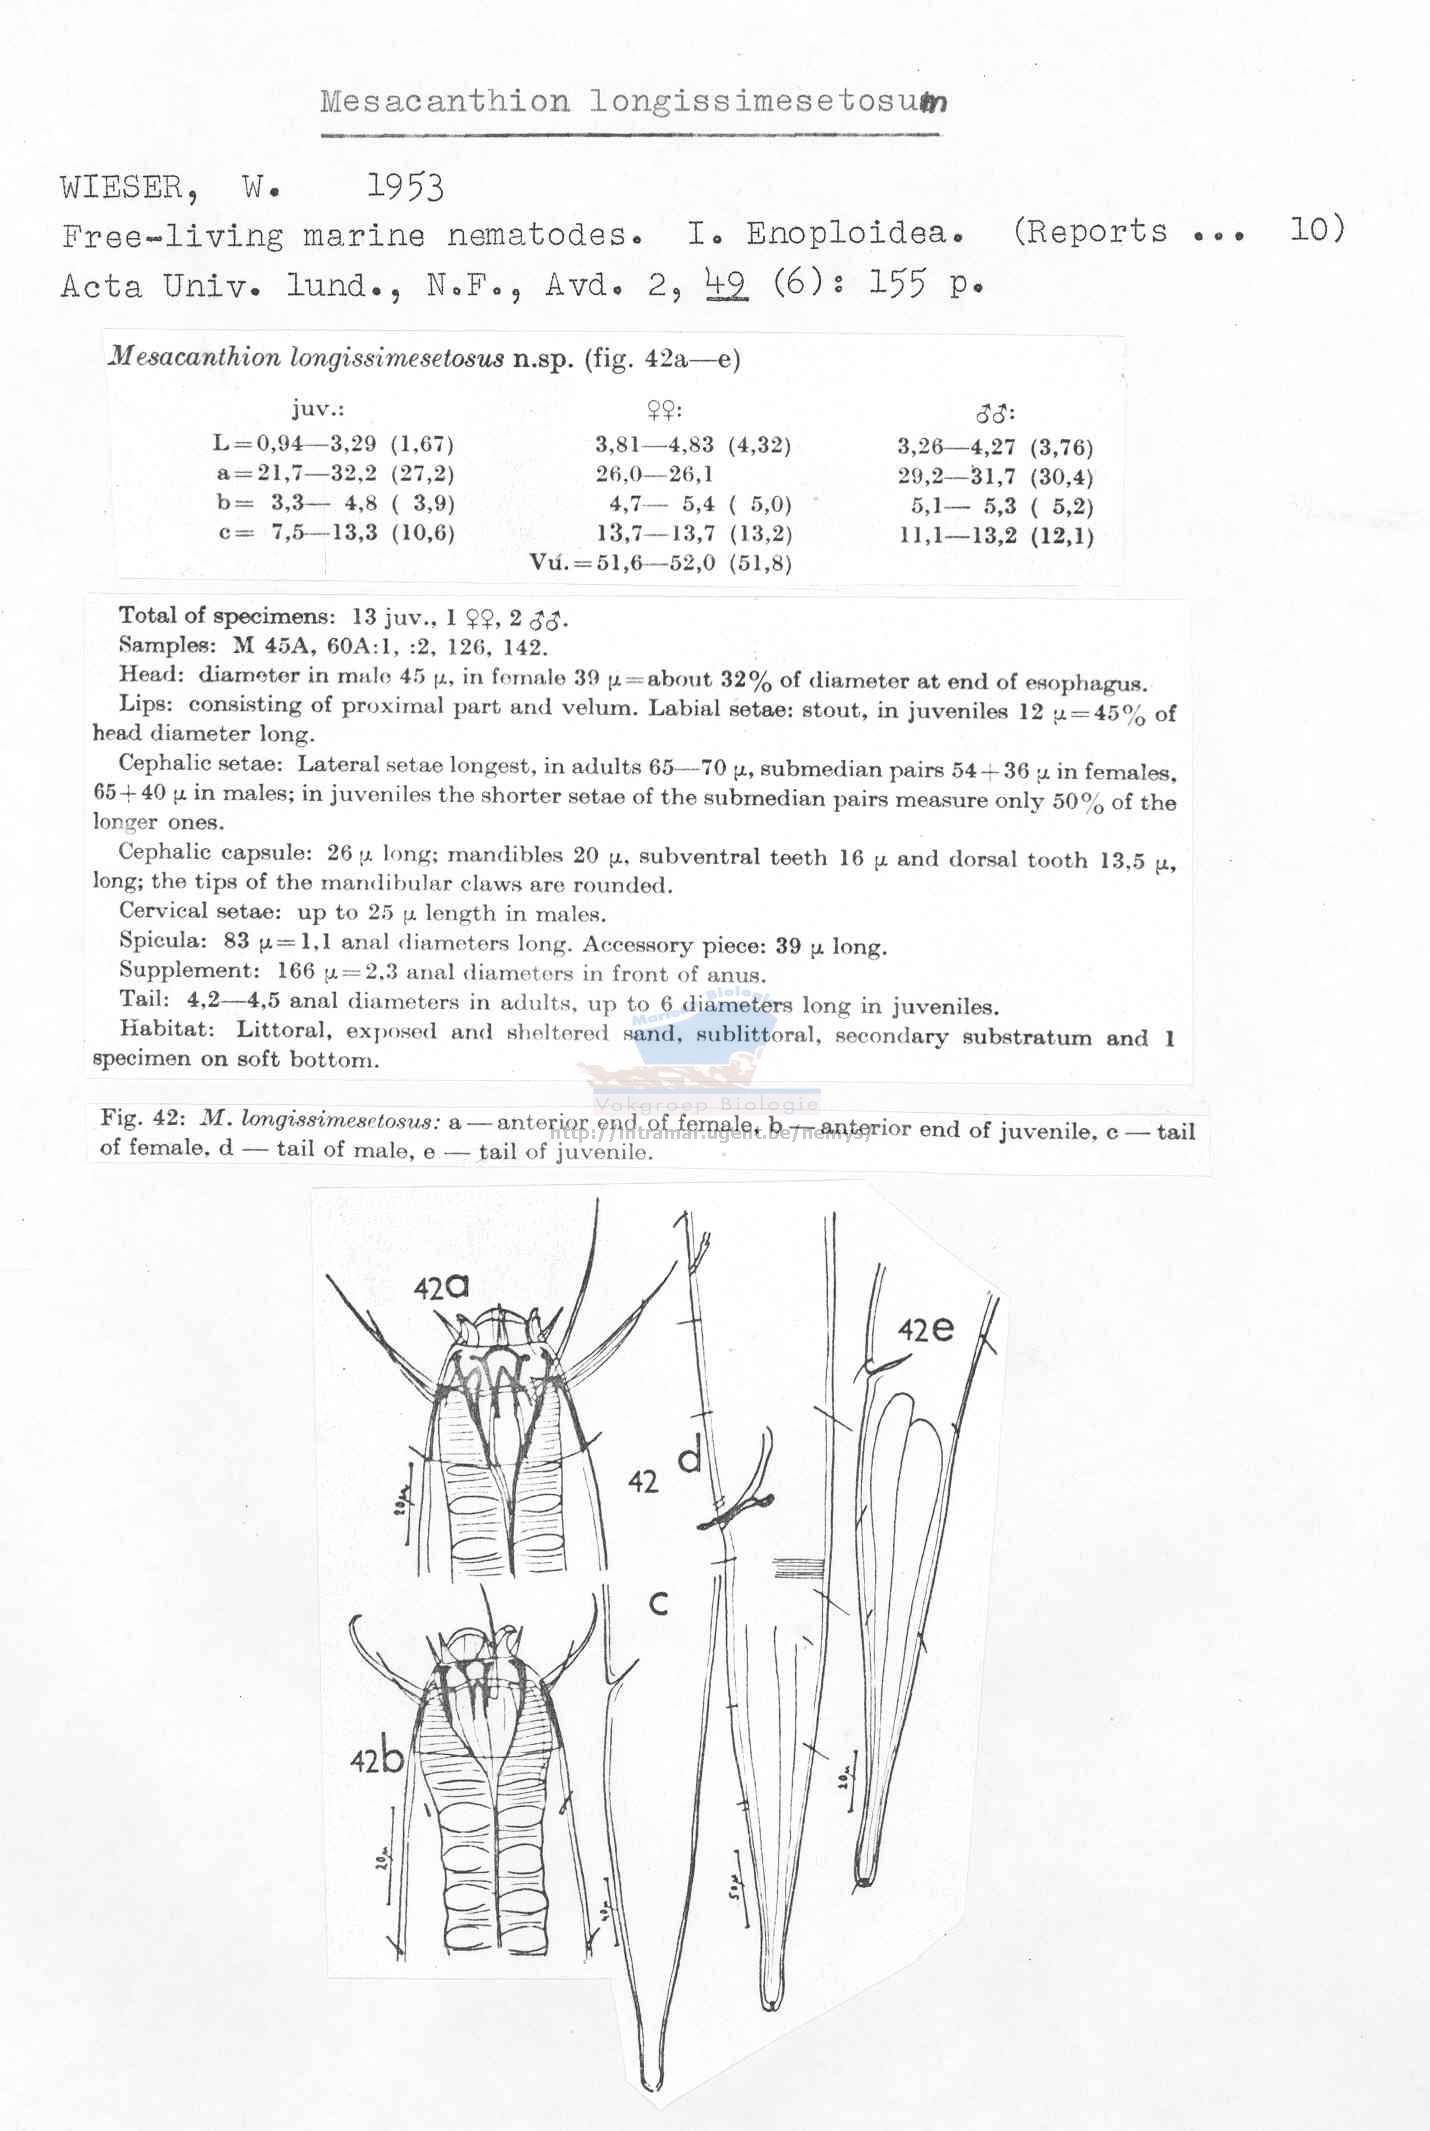 Mesacanthion longissimesetosum
WIESER, W. 1953
Free-living marine nematodes. I. Enoploidea. (Reports ... 10)
Acta Univ. lund., N.F., Avd. 2, 49 (6): 155 p.
Mesacanthion longissimesetosus n.sp. (fig. 42a—e)
juv.: ♀♀: ♂♂:
L=0,94—3,29 (1,67) 3,81—4,83 (4,32) 3,26—4,27 (3,76)
a=21,7—32,2 (27,2) 26,0—26,1 29,2—31,7 (30,4)
b= 3,3— 4,8 ( 3,9) 4,7— 5,4 ( 5,0) 5,1— 5,3 ( 5,2)
c= 7,5—13,3 (10,6) 13,7—13,7 (13,2) 11,1—13,2 (12,1)
Vu.=51,6—52,0 (51,8)
Total of specimens: 13 juv., 1 ♀♀, 2 ♂♂.
Samples: M 45A, 60A:1, :2, 126, 142.
Head: diameter in male 45 μ, in female 39 μ=about 32% of diameter at end of esophagus.
Lips: consisting of proximal part and velum. Labial setae: stout, in juveniles 12 μ=45% of
head diameter long.
Cephalic setae: Lateral setae longest, in adults 65—70 μ, submedian pairs 54+36 μ in females,
65+40 μ in males; in juveniles the shorter setae of the submedian pairs measure only 50% of the
longer ones.
Cephalic capsule: 26 μ long; mandibles 20 μ, subventral teeth 16 μ and dorsal tooth 13,5 μ,
long; the tips of the mandibular claws are rounded.
Cervical setae: up to 25 μ length in males.
Spicula: 83 μ=1,1 anal diameters long. Accessory piece: 39 μ long.
Supplement: 166 μ=2,3 anal diameters in front of anus.
Tail: 4,2—4,5 anal diameters in adults, up to 6 diameters long in juveniles.
Habitat: Littoral, exposed and sheltered sand, sublittoral, secondary substratum and 1
specimen on soft bottom.
Mariene Biologie
Vakgroep Biologie
http://intramar.ugent.be/nemys/
Fig. 42: M. longissimesetosus: a — anterior end of female, b — anterior end of juvenile, c — tail
of female, d — tail of male, e — tail of juvenile.
42a
42e
42 d
20μ
c
42b
20μ
40μ
50μ
20μ